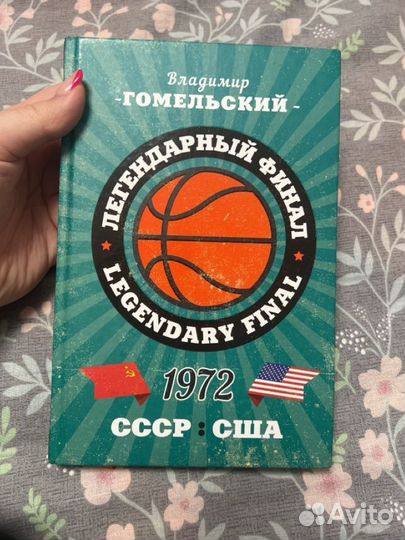 Владимир
-ГОМЕЛЬСКИЙ-
ЛЕГЕНДАРНЫЙ ФИНАЛ
LEGENDARY FINAL
1972
СССР : США
Avito